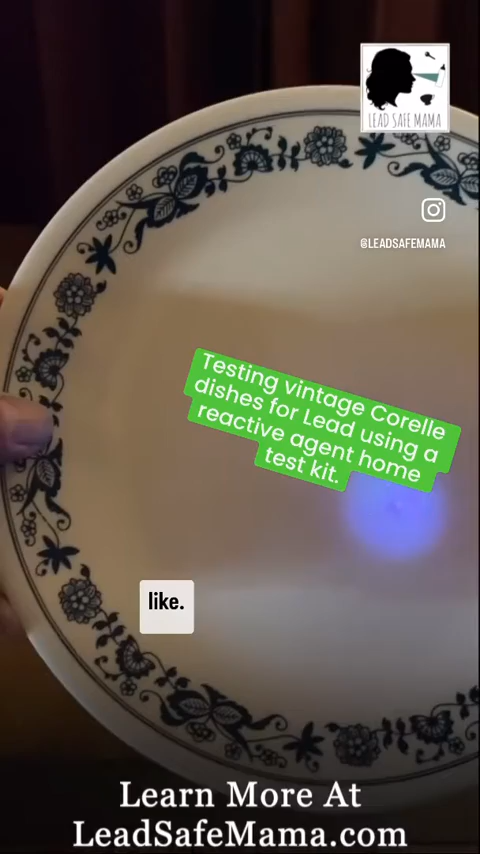 LEAD SAFE MAMA
@LEADSAFEMAMA
Testing vintage Corelle
dishes for Lead using a
reactive agent home
test kit.
like.
Learn More At
LeadSafeMama.com